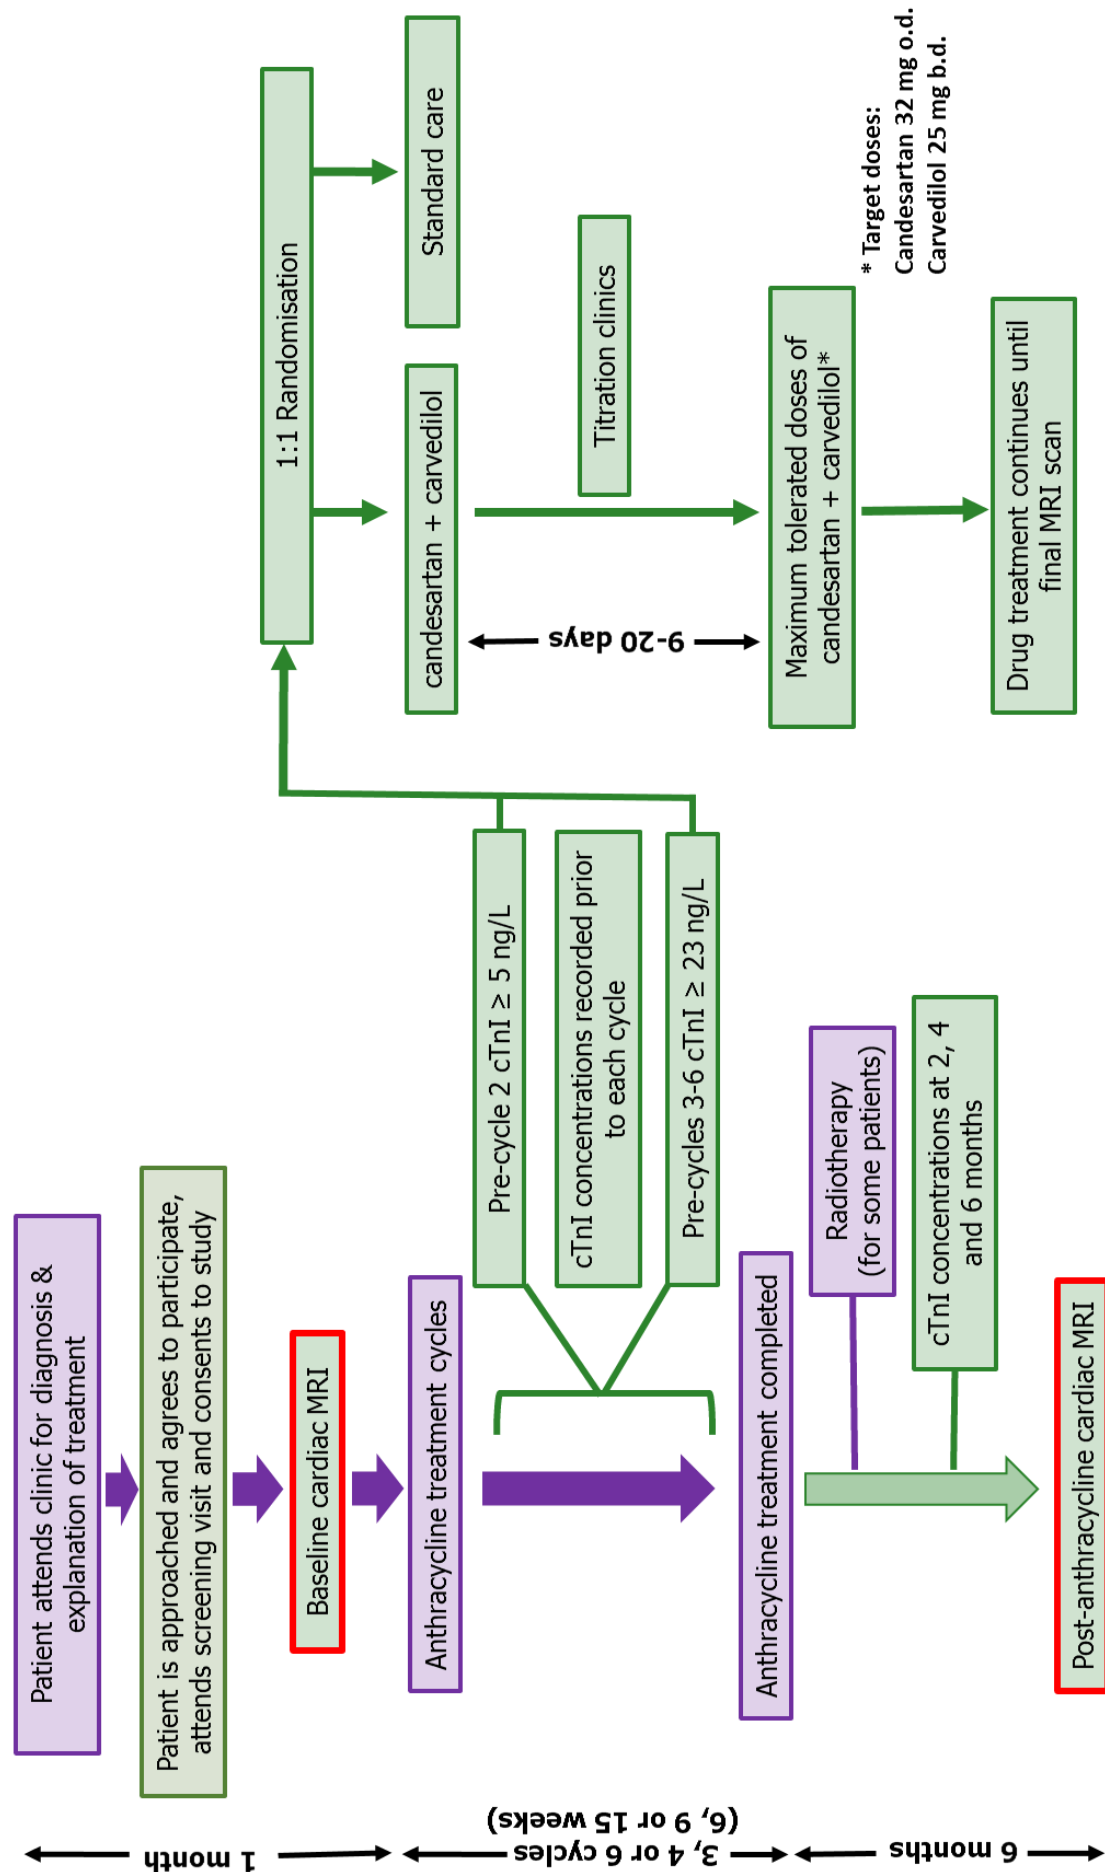 1 month
3, 4 or 6 cycles
(6, 9 or 15 weeks)
6 months
Patient attends clinic for diagnosis &
explanation of treatment
Patient is approached and agrees to participate,
attends screening visit and consents to study
Baseline cardiac MRI
Anthracycline treatment cycles
Pre-cycle 2 cTnI ≥ 5 ng/L
cTnI concentrations recorded prior
to each cycle
Pre-cycles 3-6 cTnI ≥ 23 ng/L
Anthracycline treatment completed
Radiotherapy
(for some patients)
cTnI concentrations at 2, 4
and 6 months
Post-anthracycline cardiac MRI
1:1 Randomisation
candesartan + carvedilol
Standard care
9-20 days
Titration clinics
Maximum tolerated doses of
candesartan + carvedilol*
* Target doses:
Candesartan 32 mg o.d.
Carvedilol 25 mg b.d.
Drug treatment continues until
final MRI scan